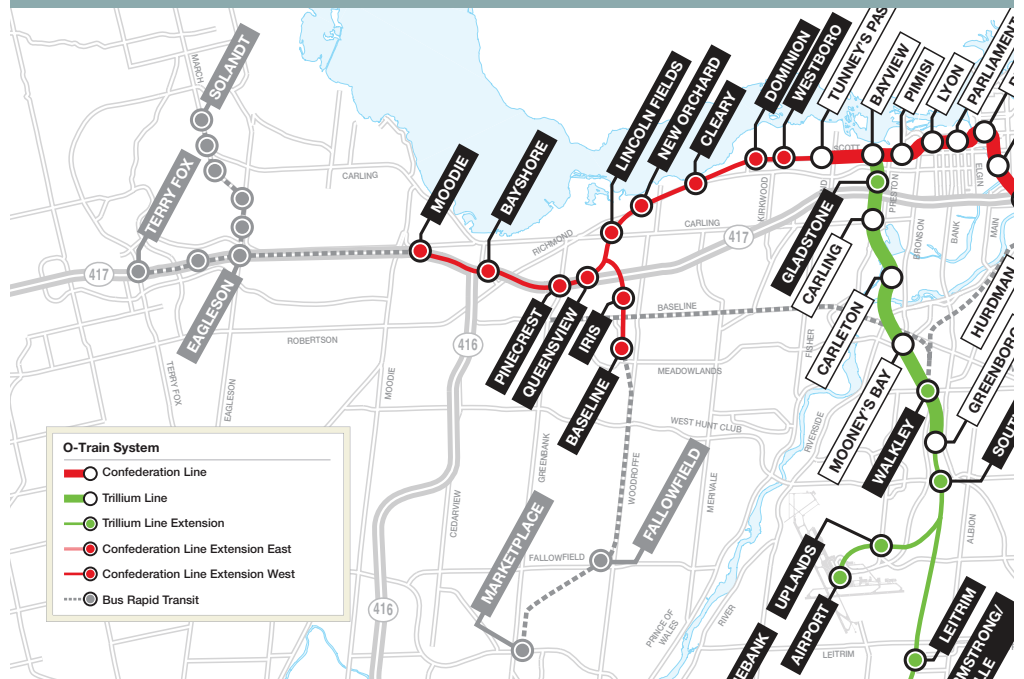 SOLANDT
MARCH
TERRY FOX
EAGLESON
417
CARLING
MOODIE
BAYSHORE
LINCOLN FIELDS
NEW ORCHARD
CLEARY
DOMINION
WESTBORO
BAYVIEW
PIMISI
LYON
PARLIAMENT
SCOTT
KIRKWOOD
PRESTON
ELGIN
RICHMOND
CARLING
417
BRONSON
BANK
MAIN
GLADSTONE
CARLING
CARLETON
MOONEY'S BAY
HURDMAN
WALKLEY
PINECREST
QUEENSVIEW
IRIS
BASELINE
BASELINE
FISHER
MEADOWLANDS
416
ROBERTSON
TERRY FOX
EAGLESON
MOODIE
WEST HUNT CLUB
RIVERSIDE
GREENBANK
WOODROFFE
MERIVALE
CEDARVIEW
FALLOWFIELD
MARKETPLACE
FALLOWFIELD
416
PRINCE OF
WALES
RIVER
UPLANDS
AIRPORT
ALBION
LEITRIM
LEITRIM
O-Train System
Confederation Line
Trillium Line
Trillium Line Extension
Confederation Line Extension East
Confederation Line Extension West
Bus Rapid Transit